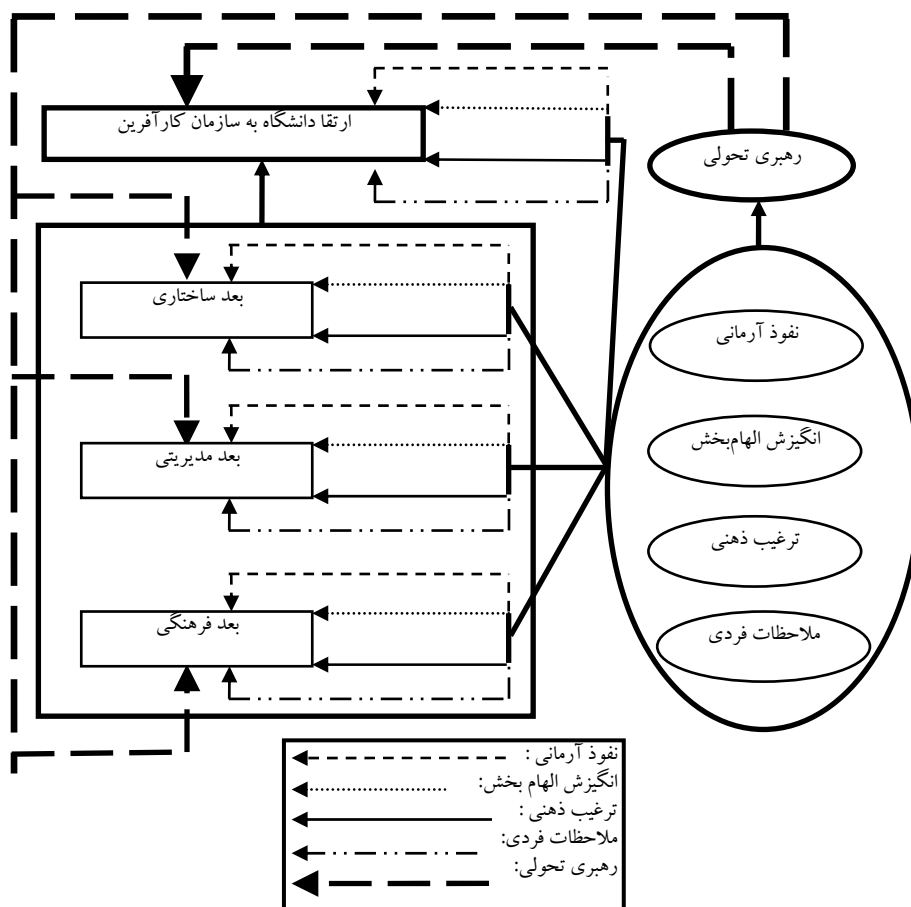 ارتقا دانشگاه به سازمان کارآفرین
رهبری تحولی
بعد ساختاری
نفوذ آرمانی
انگیزش الهام‌بخش
بعد مدیریتی
ترغیب ذهنی
بعد فرهنگی
ملاحظات فردی
نفوذ آرمانی :
انگیزش الهام بخش:
ترغیب ذهنی :
ملاحظات فردی:
رهبری تحولی: